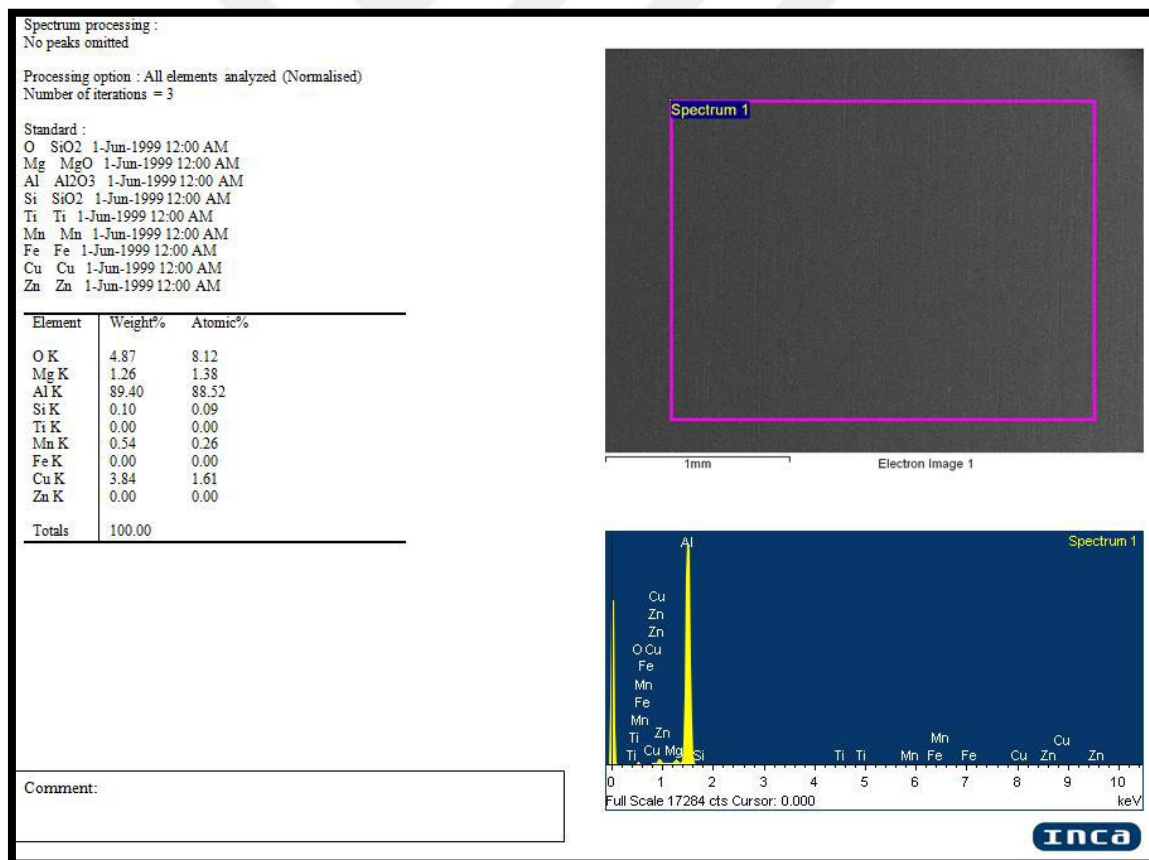 Spectrum processing :
No peaks omitted
Processing option : All elements analyzed (Normalised)
Number of iterations = 3
Standard :
O SiO2 1-Jun-1999 12:00 AM
Mg MgO 1-Jun-1999 12:00 AM
Al Al2O3 1-Jun-1999 12:00 AM
Si SiO2 1-Jun-1999 12:00 AM
Ti Ti 1-Jun-1999 12:00 AM
Mn Mn 1-Jun-1999 12:00 AM
Fe Fe 1-Jun-1999 12:00 AM
Cu Cu 1-Jun-1999 12:00 AM
Zn Zn 1-Jun-1999 12:00 AM
Element Weight% Atomic%
O K 4.87 8.12
Mg K 1.26 1.38
Al K 89.40 88.52
Si K 0.10 0.09
Ti K 0.00 0.00
Mn K 0.54 0.26
Fe K 0.00 0.00
Cu K 3.84 1.61
Zn K 0.00 0.00
Totals 100.00
Comment:
Spectrum 1
1mm Electron Image 1
Spectrum 1
Al
Cu
Zn
Zn
O Cu
Fe
Mn
Fe
Mn
Ti Zn Mn Cu
Ti Cu Mg Si Ti Ti Mn Fe Fe Cu Zn Zn
0 1 2 3 4 5 6 7 8 9 10
Full Scale 17284 cts Cursor: 0.000 keV
INCA